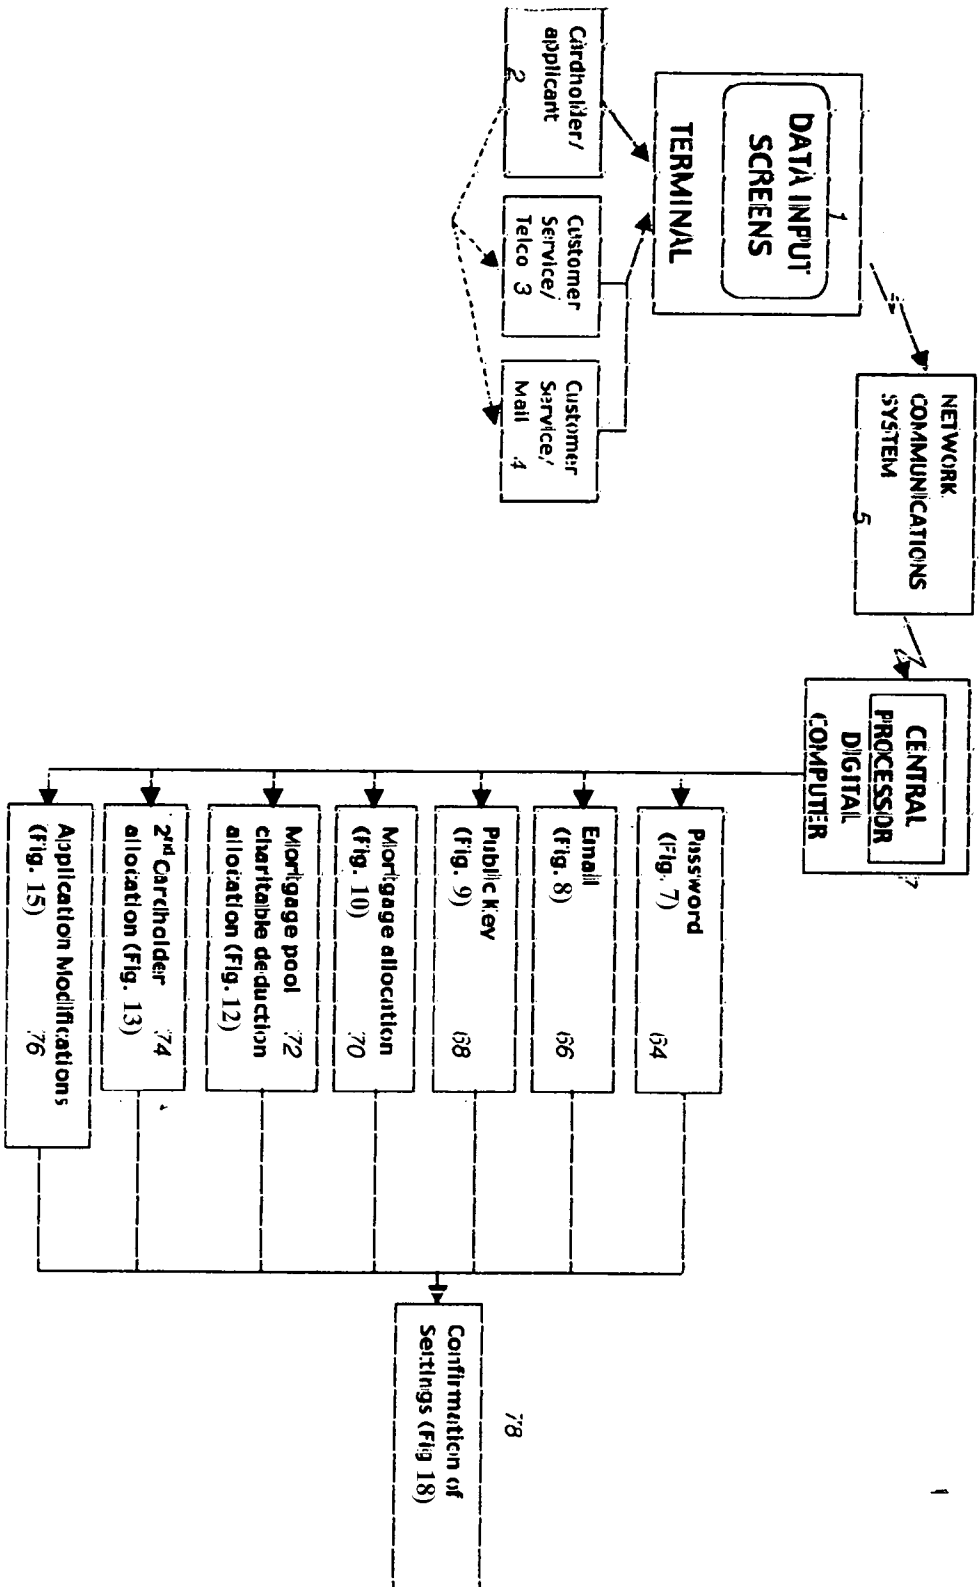 Cardholder/
applicant
2
Customer
Service/
Telco 3
Customer
Service/
Mail 4
1
DATA INPUT
SCREENS
TERMINAL
NETWORK
COMMUNICATIONS
SYSTEM
5
CENTRAL
PROCESSOR
DIGITAL
COMPUTER
7
Password
(Fig. 7)
64
Email
(Fig. 8)
66
Public Key
(Fig. 9)
68
Mortgage allocation
(Fig. 10)
70
Mortgage pool
charitable deduction
allocation (Fig. 12)
72
2nd Cardholder
allocation (Fig. 13)
74
Application Modifications
(Fig. 15)
76
Confirmation of
Settings (Fig 18)
78